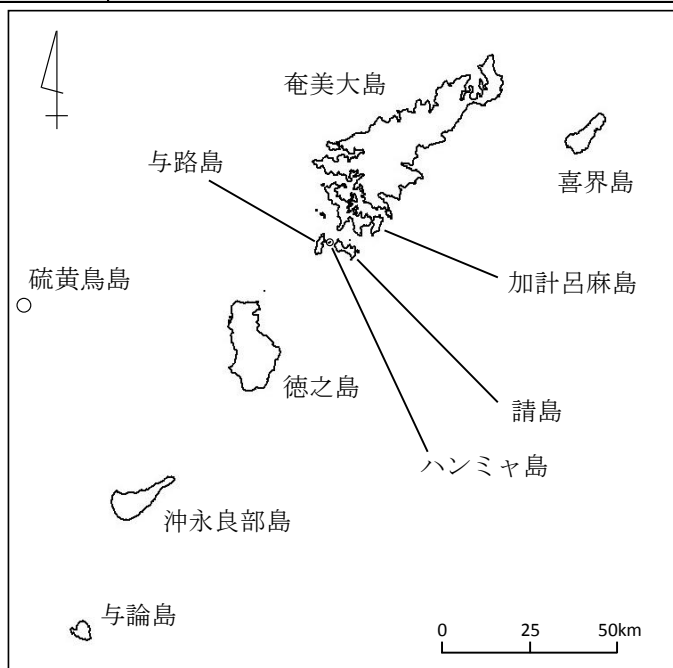 奄美大島
与路島
喜界島
硫黄鳥島
加計呂麻島
徳之島
請島
ハンミャ島
沖永良部島
与論島
0 25 50km